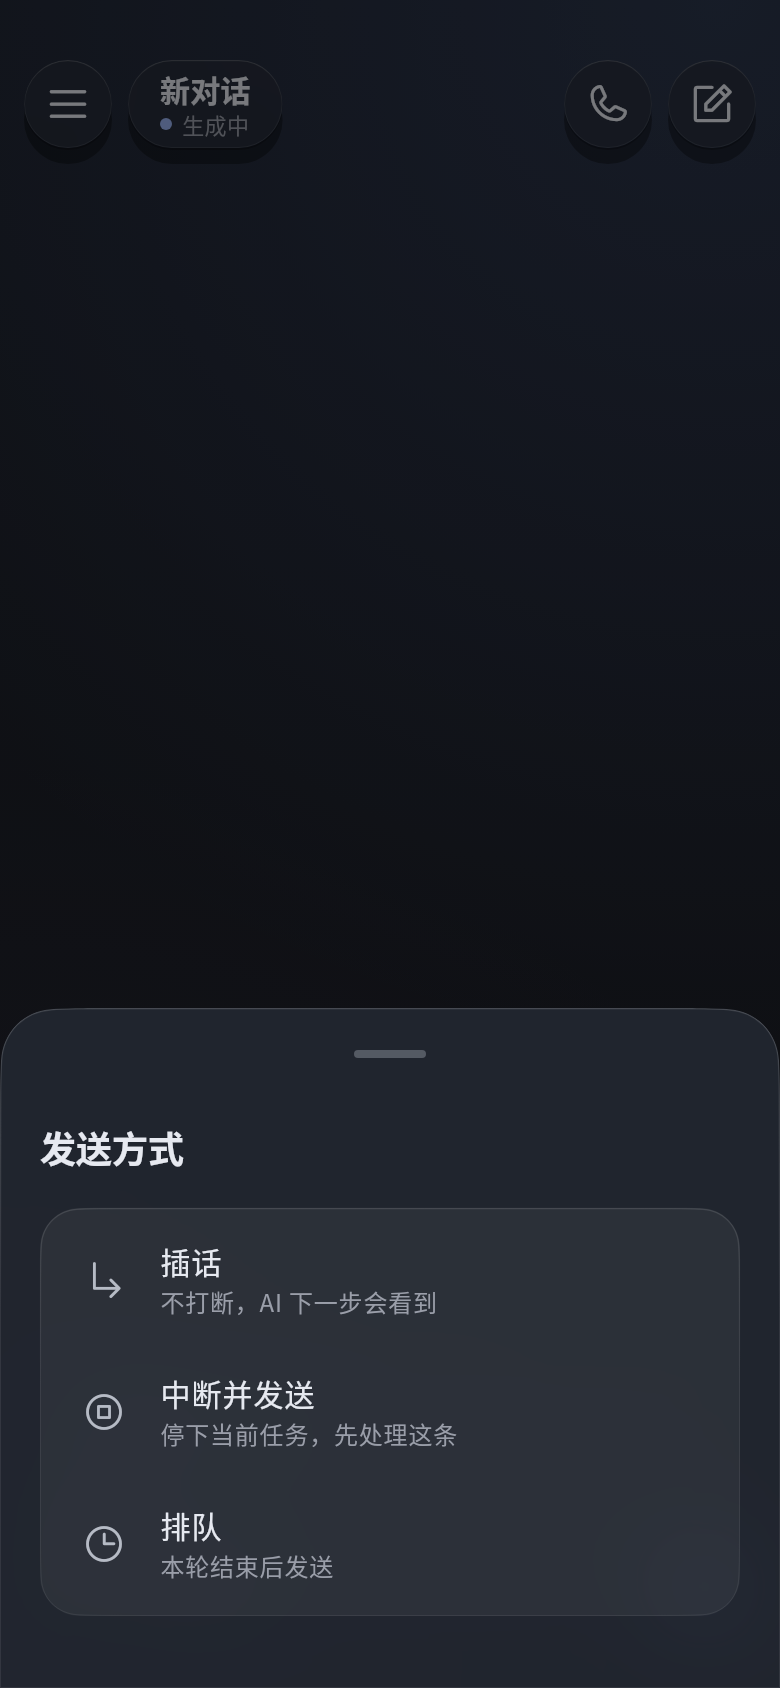 新对话
生成中
发送方式
插话
不打断，AI 下一步会看到
中断并发送
停下当前任务，先处理这条
排队
本轮结束后发送